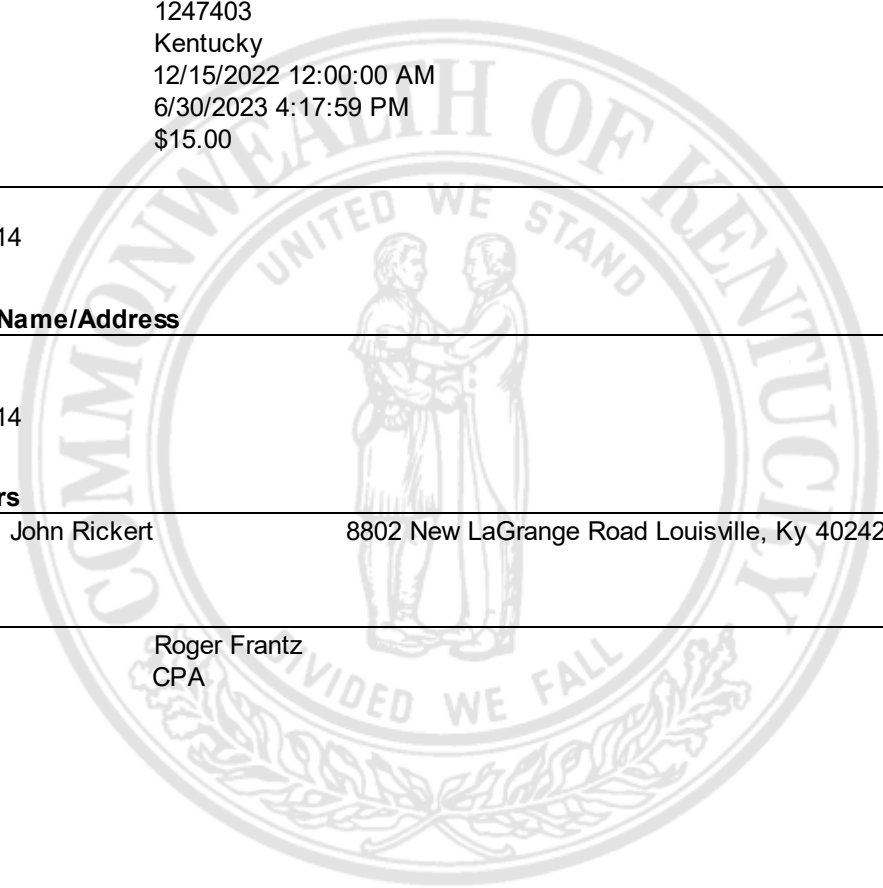 1247403
Kentucky
12/15/2022 12:00:00 AM
6/30/2023 4:17:59 PM
$15.00
14
Name/Address
14
rs
John Rickert 8802 New LaGrange Road Louisville, Ky 40242
Roger Frantz
CPA
COMMONWEALTH OF KENTUCKY
UNITED WE STAND
DIVIDED WE FALL